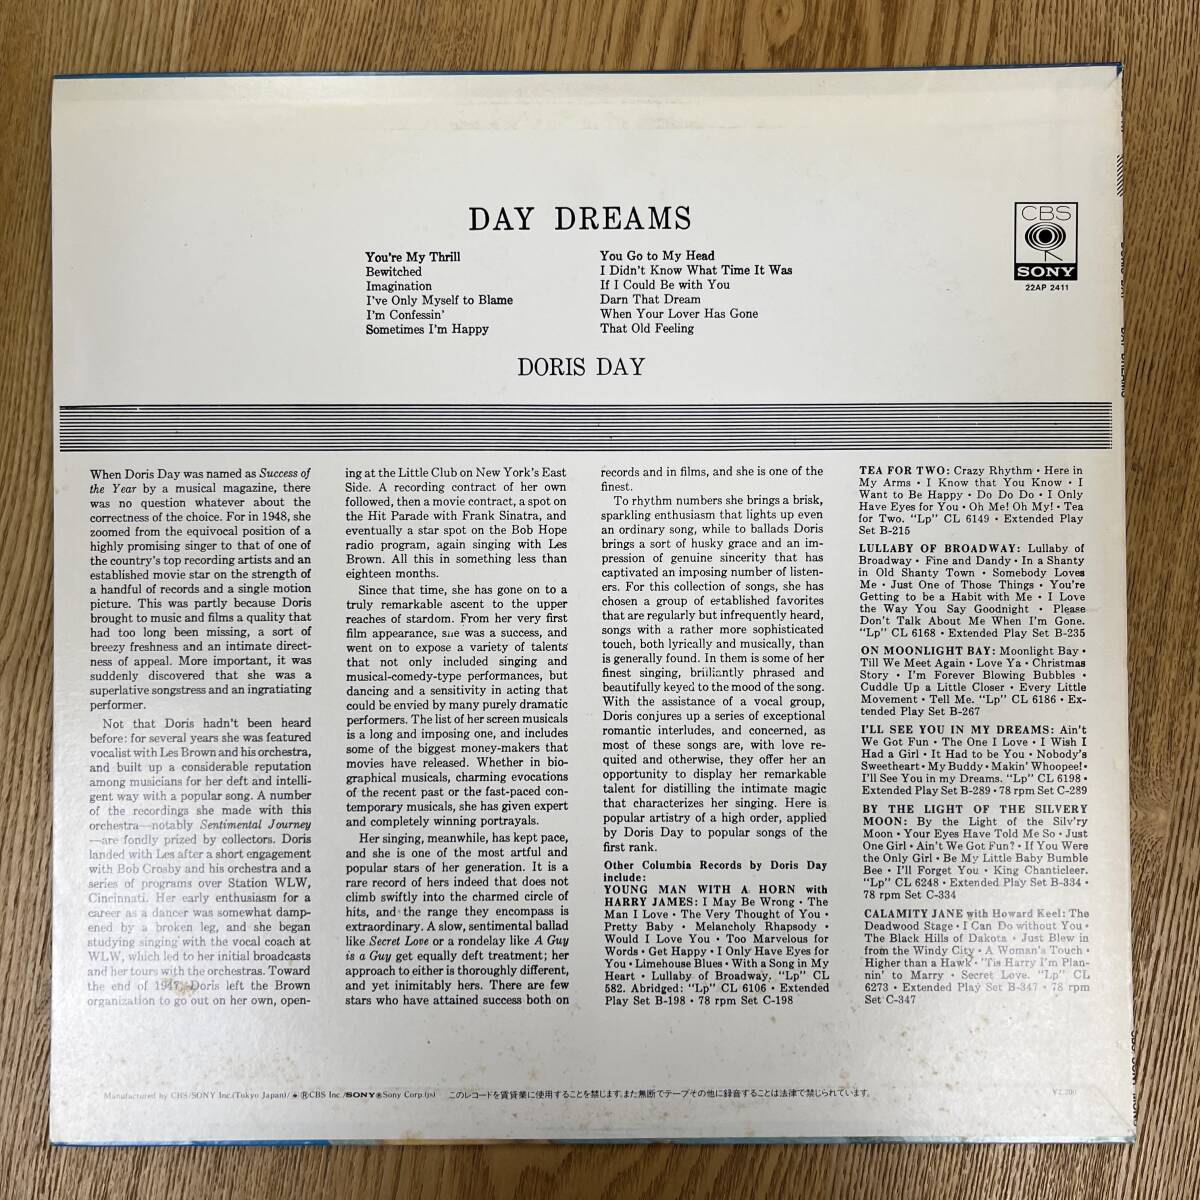 DAY DREAMS
You're My Thrill
Bewitched
Imagination
I've Only Myself to Blame
I'm Confessin'
Sometimes I'm Happy
You Go to My Head
I Didn't Know What Time It Was
If I Could Be with You
Darn That Dream
When Your Lover Has Gone
That Old Feeling
DORIS DAY
CBS
SONY
22AP 2411
When Doris Day was named as Success of
the Year by a musical magazine, there
was no question whatever about the
correctness of the choice. For in 1948, she
zoomed from the equivocal position of a
highly promising singer to that of one of
the country's top recording artists and an
established movie star on the strength of
a handful of records and a single motion
picture. This was partly because Doris
brought to music and films a quality that
had too long been missing, a sort of
breezy freshness and an intimate direct-
ness of appeal. More important, it was
suddenly discovered that she was a
superlative songstress and an ingratiating
performer.
Not that Doris hadn't been heard
before: for several years she was featured
vocalist with Les Brown and his orchestra,
and built up a considerable reputation
among musicians for her deft and intelli-
gent way with a popular song. A number
of the recordings she made with this
orchestra—notably Sentimental Journey
—are fondly prized by collectors. Doris
landed with Les after a short engagement
with Bob Crosby and his orchestra and a
series of programs over Station WLW,
Cincinnati. Her early enthusiasm for a
career as a dancer was somewhat damp-
ened by a broken leg, and she began
studying singing with the vocal coach at
WLW, which led to her initial broadcasts
and her tours with the orchestras. Toward
the end of 1947, Doris left the Brown
organization to go out on her own, open-
ing at the Little Club on New York's East
Side. A recording contract of her own
followed, then a movie contract, a spot on
the Hit Parade with Frank Sinatra, and
eventually a star spot on the Bob Hope
radio program, again singing with Les
Brown. All this in something less than
eighteen months.
Since that time, she has gone on to a
truly remarkable ascent to the upper
reaches of stardom. From her very first
film appearance, she was a success, and
went on to expose a variety of talents
that not only included singing and
musical-comedy-type performances, but
dancing and a sensitivity in acting that
could be envied by many purely dramatic
performers. The list of her screen musicals
is a long and imposing one, and includes
some of the biggest money-makers that
movies have released. Whether in bio-
graphical musicals, charming evocations
of the recent past or the fast-paced con-
temporary musicals, she has given expert
and completely winning portrayals.
Her singing, meanwhile, has kept pace,
and she is one of the most artful and
popular stars of her generation. It is a
rare record of hers indeed that does not
climb swiftly into the charmed circle of
hits, and the range they encompass is
extraordinary. A slow, sentimental ballad
like Secret Love or a rondelay like A Guy
is a Guy get equally deft treatment; her
approach to either is thoroughly different,
and yet inimitably hers. There are few
stars who have attained success both on
records and in films, and she is one of the
finest.
To rhythm numbers she brings a brisk,
sparkling enthusiasm that lights up even
an ordinary song, while to ballads Doris
brings a sort of husky grace and an im-
pression of genuine sincerity that has
captivated an imposing number of listen-
ers. For this collection of songs, she has
chosen a group of established favorites
that are regularly but infrequently heard,
songs with a rather more sophisticated
touch, both lyrically and musically, than
is generally found. In them is some of her
finest singing, brilliantly phrased and
beautifully keyed to the mood of the song.
With the assistance of a vocal group,
Doris conjures up a series of exceptional
romantic interludes, and concerned, as
most of these songs are, with love re-
quited and otherwise, they offer her an
opportunity to display her remarkable
talent for distilling the intimate magic
that characterizes her singing. Here is
popular artistry of a high order, applied
by Doris Day to popular songs of the
first rank.
Other Columbia Records by Doris Day
include:
YOUNG MAN WITH A HORN with
HARRY JAMES: I May Be Wrong • The
Man I Love • The Very Thought of You •
Pretty Baby • Melancholy Rhapsody •
Would I Love You • Too Marvelous for
Words • Get Happy • I Only Have Eyes for
You • Limehouse Blues • With a Song in My
Heart • Lullaby of Broadway. "Lp" CL
582. Abridged: "Lp" CL 6106 • Extended
Play Set B-198 • 78 rpm Set C-198
TEA FOR TWO: Crazy Rhythm • Here in
My Arms • I Know that You Know • I
Want to Be Happy • Do Do Do • I Only
Have Eyes for You • Oh Me! Oh My! • Tea
for Two. "Lp" CL 6149 • Extended Play
Set B-215
LULLABY OF BROADWAY: Lullaby of
Broadway • Fine and Dandy • In a Shanty
in Old Shanty Town • Somebody Loves
Me • Just One of Those Things • You're
Getting to be a Habit with Me • I Love
the Way You Say Goodnight • Please
Don't Talk About Me When I'm Gone.
"Lp" CL 6168 • Extended Play Set B-235
ON MOONLIGHT BAY: Moonlight Bay •
Till We Meet Again • Love Ya • Christmas
Story • I'm Forever Blowing Bubbles •
Cuddle Up a Little Closer • Every Little
Movement • Tell Me. "Lp" CL 6186 • Ex-
tended Play Set B-267
I'LL SEE YOU IN MY DREAMS: Ain't
We Got Fun • The One I Love • I Wish I
Had a Girl • It Had to be You • Nobody's
Sweetheart • My Buddy • Makin' Whoopee! •
I'll See You in my Dreams. "Lp" CL 6198 •
Extended Play Set B-289 • 78 rpm Set C-289
BY THE LIGHT OF THE SILVERY
MOON: By the Light of the Silv'ry
Moon • Your Eyes Have Told Me So • Just
One Girl • Ain't We Got Fun? • If You Were
the Only Girl • Be My Little Baby Bumble
Bee • I'll Forget You • King Chanticleer.
"Lp" CL 6248 • Extended Play Set B-334 •
78 rpm Set C-334
CALAMITY JANE with Howard Keel: The
Deadwood Stage • I Can Do without You •
The Black Hills of Dakota • Just Blew in
from the Windy City • A Woman's Touch •
Higher than a Hawk • 'Tis Harry I'm Plan-
nin' to Marry • Secret Love. "Lp" CL
6273 • Extended Play Set B-347 • 78 rpm
Set C-347
Manufactured by CBS/SONY Inc.(Tokyo Japan)/ ⓇCBS Inc./SONY®Sony Corp.(js) このレコードを賃貸業に使用することを禁じます。また無断でテープその他に録音することは法律で禁じられています。
¥2,200